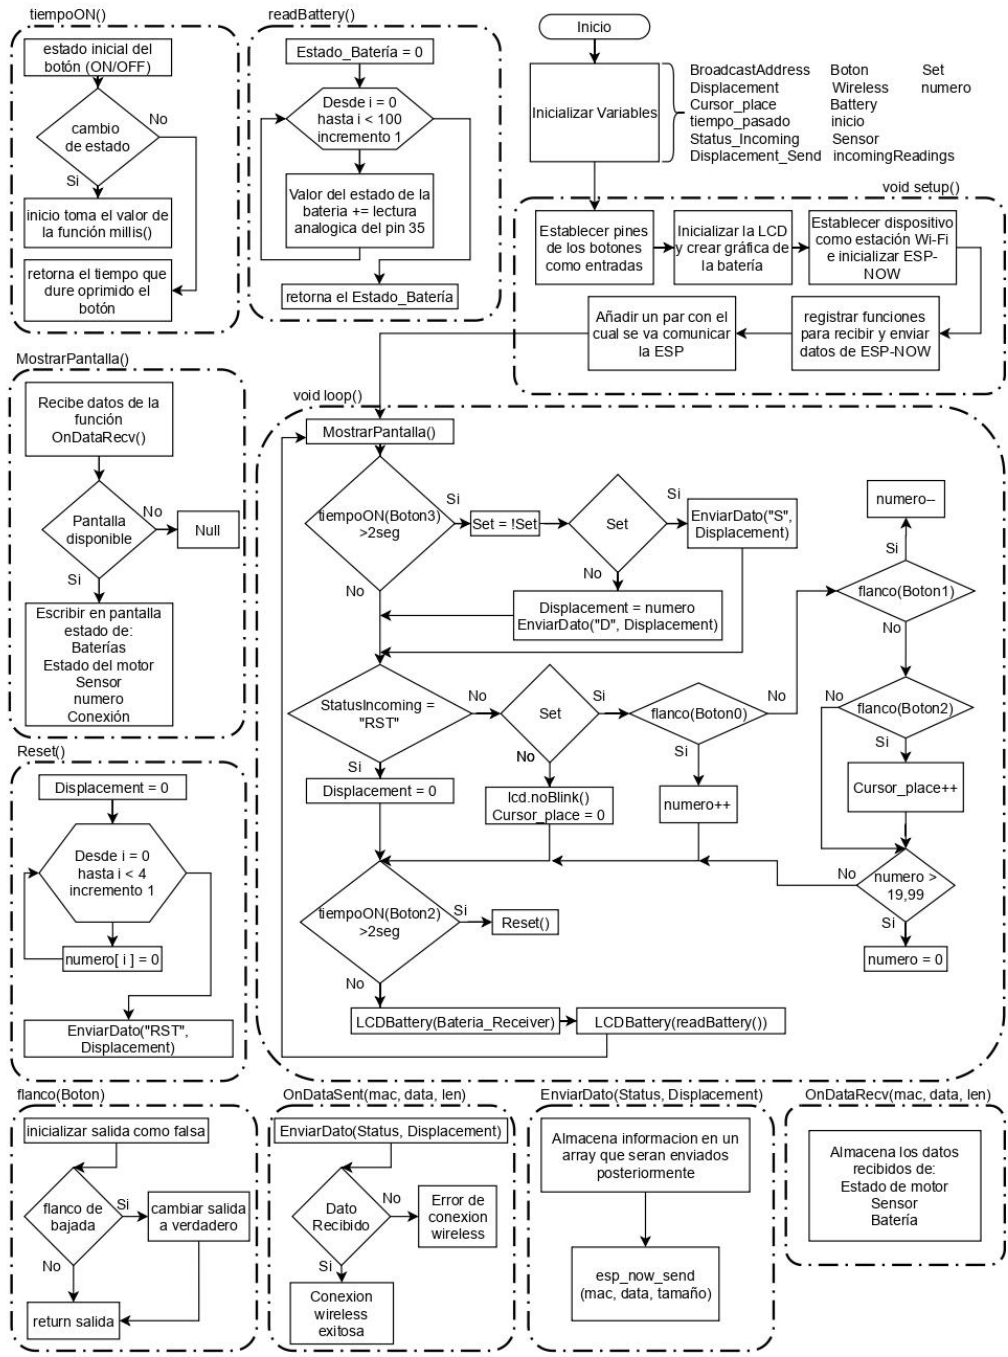 tiempoON()
estado inicial del
botón (ON/OFF)
cambio
de estado
No
Si
inicio toma el valor de
la función millis()
retorna el tiempo que
dure oprimido el
botón
readBattery()
Estado_Batería = 0
Desde i = 0
hasta i < 100
incremento 1
Valor del estado de la
bateria += lectura
analogica del pin 35
retorna el Estado_Batería
Inicio
Inicializar Variables
BroadcastAddress Boton Set
Displacement Wireless numero
Cursor_place Battery
tiempo_pasado inicio
Status_Incoming Sensor
Displacement_Send incomingReadings
void setup()
Establecer pines
de los botones
como entradas
Inicializar la LCD
y crear gráfica de
la batería
Establecer dispositivo
como estación Wi-Fi
e inicializar ESP-
NOW
registrar funciones
para recibir y enviar
datos de ESP-NOW
Añadir un par con el
cual se va comunicar
la ESP
MostrarPantalla()
Recibe datos de la
función
OnDataRecv()
Pantalla
disponible
No
Null
Si
Escribir en pantalla
estado de:
Baterías
Estado del motor
Sensor
numero
Conexión
void loop()
MostrarPantalla()
tiempoON(Boton3)
>2seg
Si
Set = !Set
Set
Si
EnviarDato("S",
Displacement)
No
Displacement = numero
EnviarDato("D", Displacement)
No
StatusIncoming =
"RST"
No
Set
Si
flanco(Boton0)
No
flanco(Boton1)
Si
numero--
No
flanco(Boton2)
No
Si
Cursor_place++
numero >
19,99
No
Si
numero = 0
Si
Displacement = 0
No
lcd.noBlink()
Cursor_place = 0
Si
numero++
tiempoON(Boton2)
>2seg
Si
Reset()
No
LCDBattery(Bateria_Receiver)
LCDBattery(readBattery())
Reset()
Displacement = 0
Desde i = 0
hasta i < 4
incremento 1
numero[ i ] = 0
EnviarDato("RST",
Displacement)
flanco(Boton)
inicializar salida como falsa
flanco de
bajada
Si
cambiar salida
a verdadero
No
return salida
OnDataSent(mac, data, len)
EnviarDato(Status, Displacement)
Dato
Recibido
No
Error de
conexion
wireless
Si
Conexion
wireless
exitosa
EnviarDato(Status, Displacement)
Almacena informacion en un
array que seran enviados
posteriormente
esp_now_send
(mac, data, tamaño)
OnDataRecv(mac, data, len)
Almacena los datos
recibidos de:
Estado de motor
Sensor
Batería